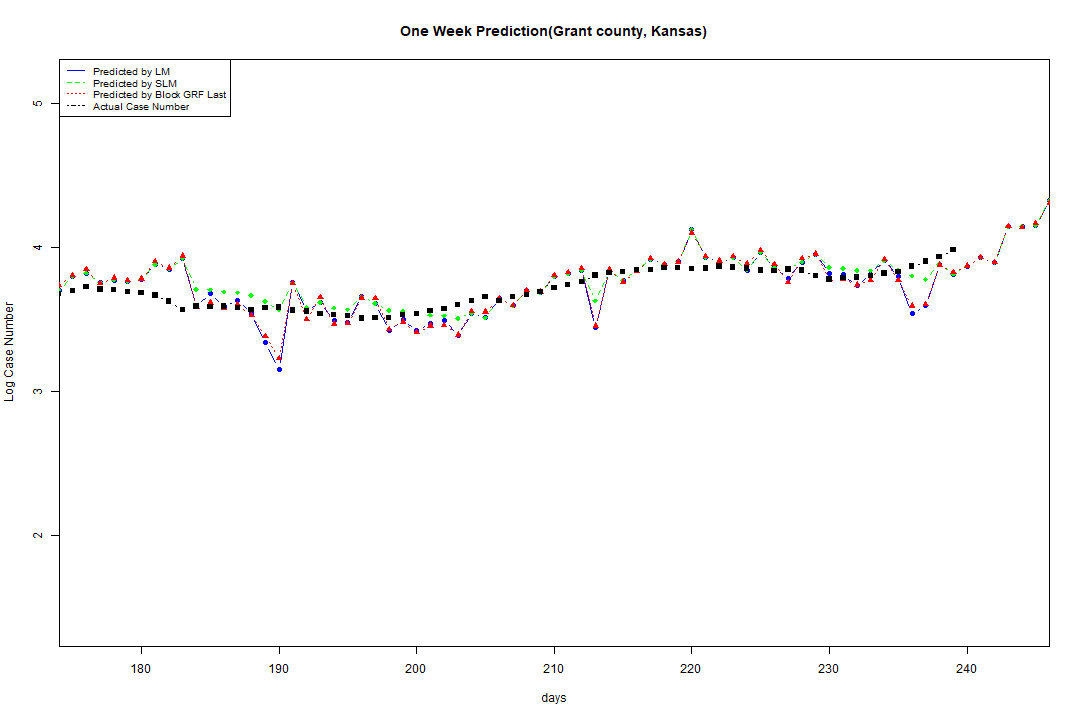 One Week Prediction(Grant county, Kansas)
Predicted by LM
Predicted by SLM
Predicted by Block GRF Last
Actual Case Number
5
4
3
2
Log Case Number
180 190 200 210 220 230 240
days